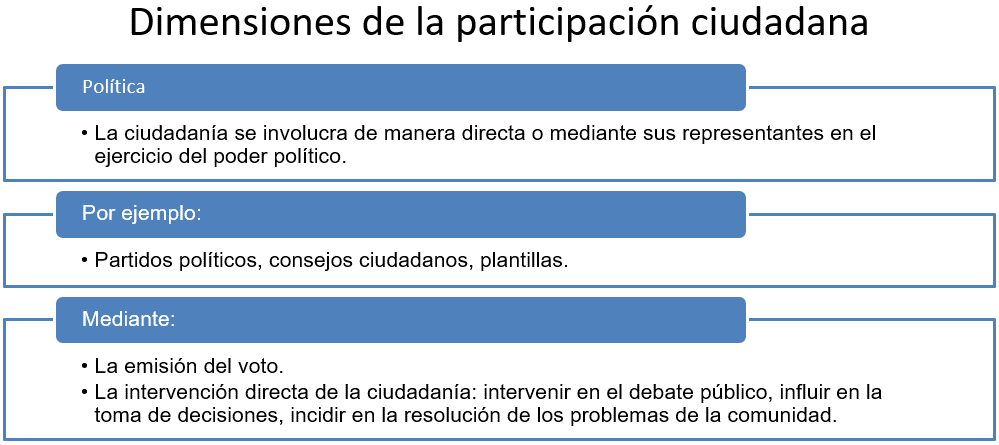 Dimensiones de la participación ciudadana
Política
• La ciudadanía se involucra de manera directa o mediante sus representantes en el
ejercicio del poder político.
Por ejemplo:
• Partidos políticos, consejos ciudadanos, plantillas.
Mediante:
• La emisión del voto.
• La intervención directa de la ciudadanía: intervenir en el debate público, influir en la
toma de decisiones, incidir en la resolución de los problemas de la comunidad.